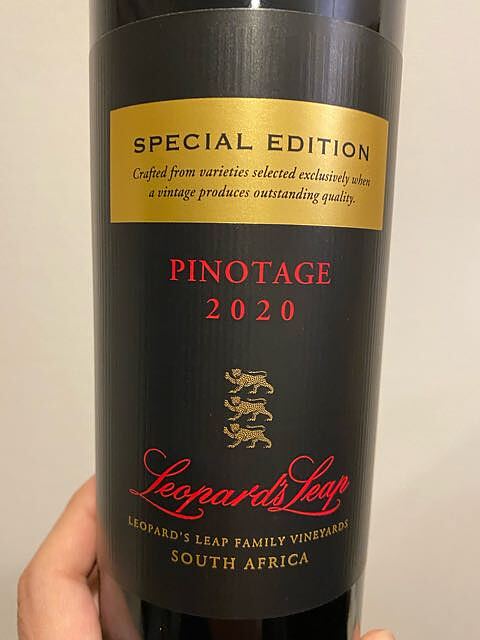 SPECIAL EDITION
Crafted from varieties selected exclusively when
a vintage produces outstanding quality.
PINOTAGE
2020
Leopard's Leap
LEOPARD'S LEAP FAMILY VINEYARDS
SOUTH AFRICA